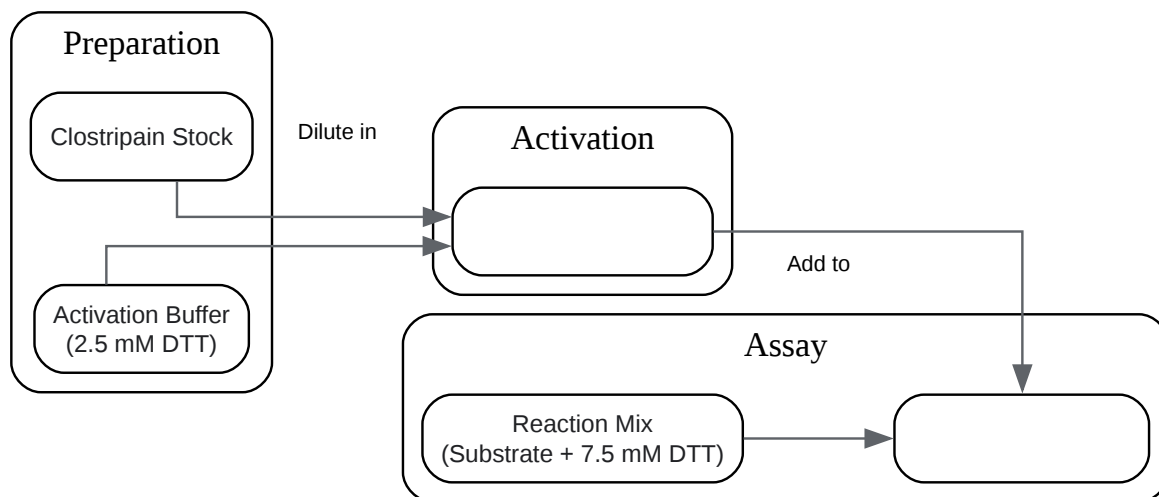 Preparation
Clostripain Stock
Activation Buffer
(2.5 mM DTT)
Dilute in
Activation
Add to
Assay
Reaction Mix
(Substrate + 7.5 mM DTT)